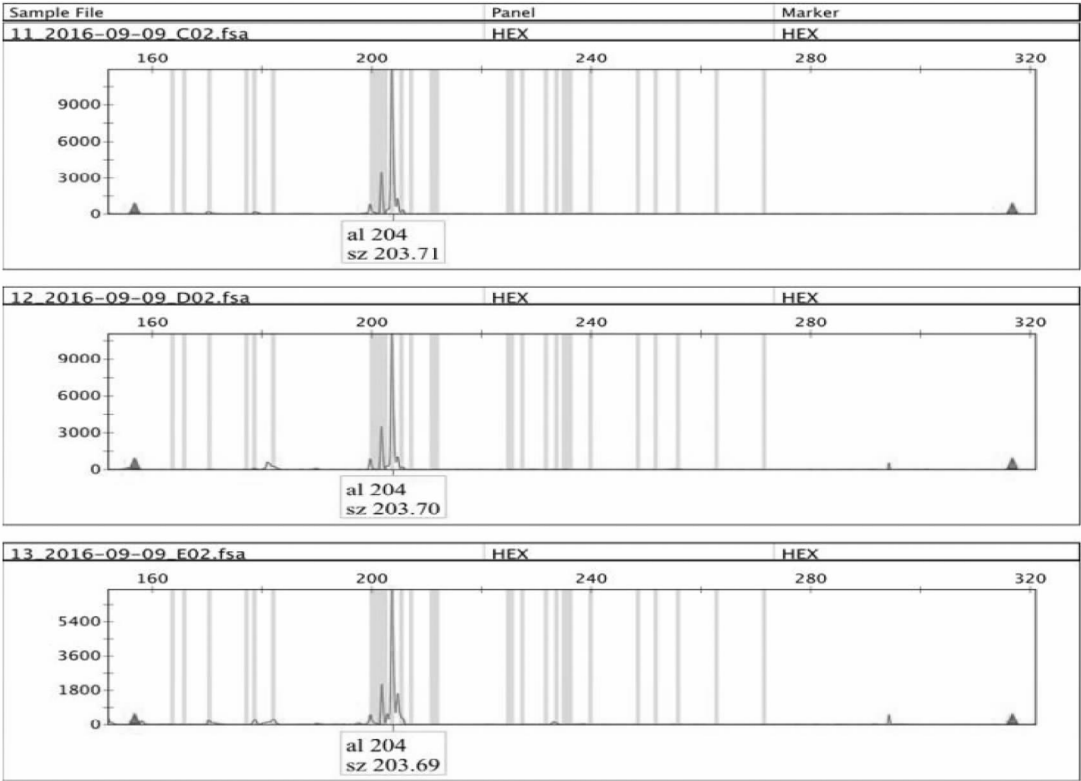 Sample File Panel Marker
11_2016-09-09_C02.fsa HEX HEX
160 200 240 280 320
9000
6000
3000
0
al 204
sz 203.71
12_2016-09-09_D02.fsa HEX HEX
160 200 240 280 320
9000
6000
3000
0
al 204
sz 203.70
13_2016-09-09_E02.fsa HEX HEX
160 200 240 280 320
5400
3600
1800
0
al 204
sz 203.69